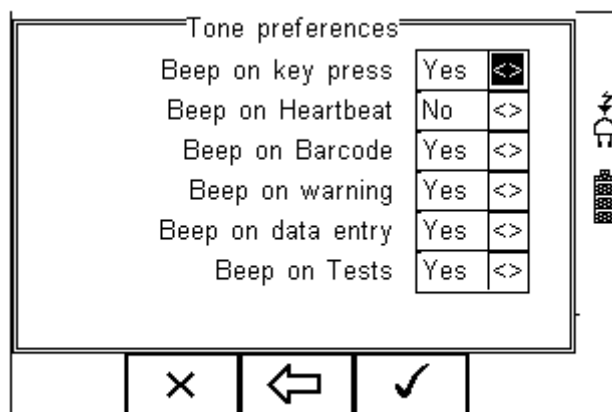 Tone preferences
Beep on key press Yes <>
Beep on Heartbeat No <>
Beep on Barcode Yes <>
Beep on warning Yes <>
Beep on data entry Yes <>
Beep on Tests Yes <>